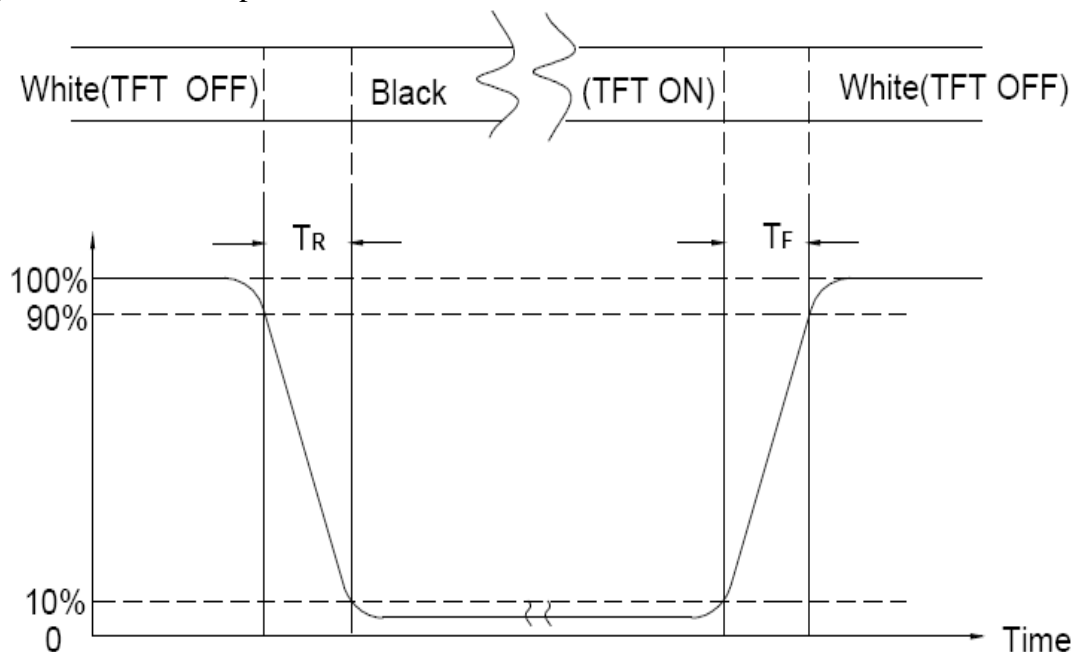 White(TFT OFF) Black (TFT ON) White(TFT OFF)
TR TF
100%
90%
10%
0 Time